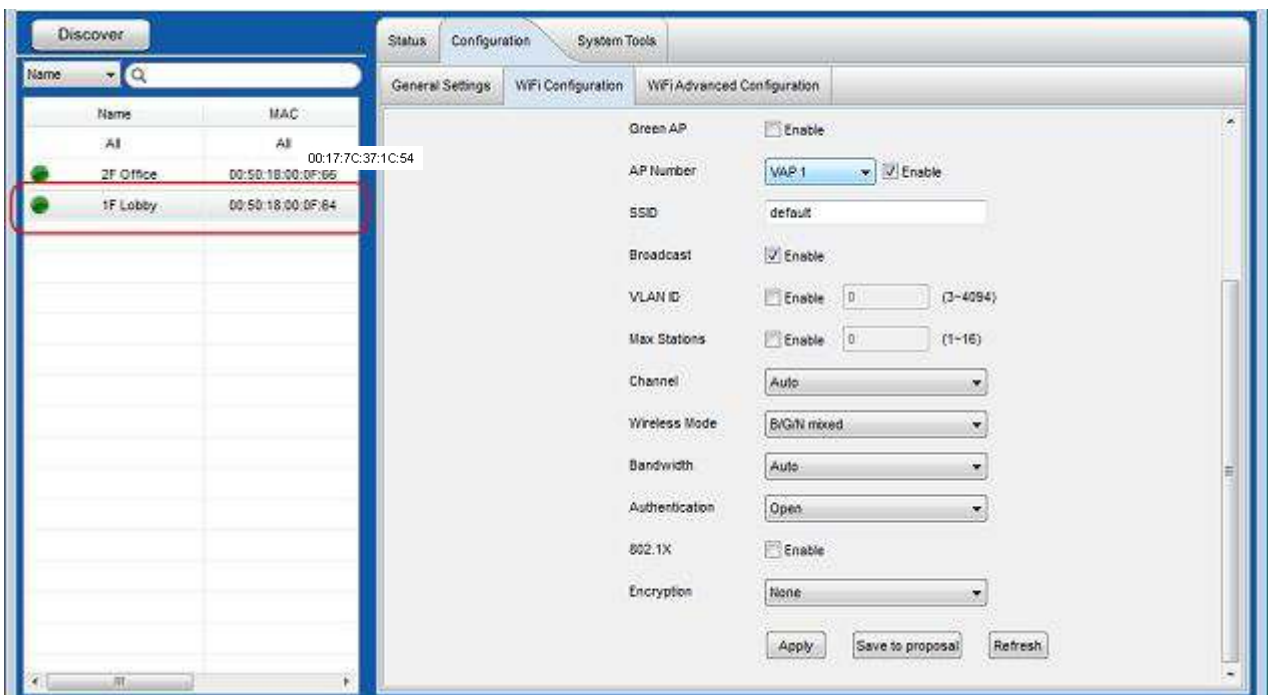 Discover
Name
Name MAC
All All
00:17:7C:37:1C:54
2F Office 00:50:18:00:0F:66
1F Lobby 00:50:18:00:0F:64
Status Configuration System Tools
General Settings WiFi Configuration WiFi Advanced Configuration
Green AP Enable
AP Number VAP 1 Enable
SSID default
Broadcast Enable
VLAN ID Enable 0 (3~4094)
Max Stations Enable 0 (1~16)
Channel Auto
Wireless Mode B/G/N mixed
Bandwidth Auto
Authentication Open
802.1X Enable
Encryption None
Apply Save to proposal Refresh